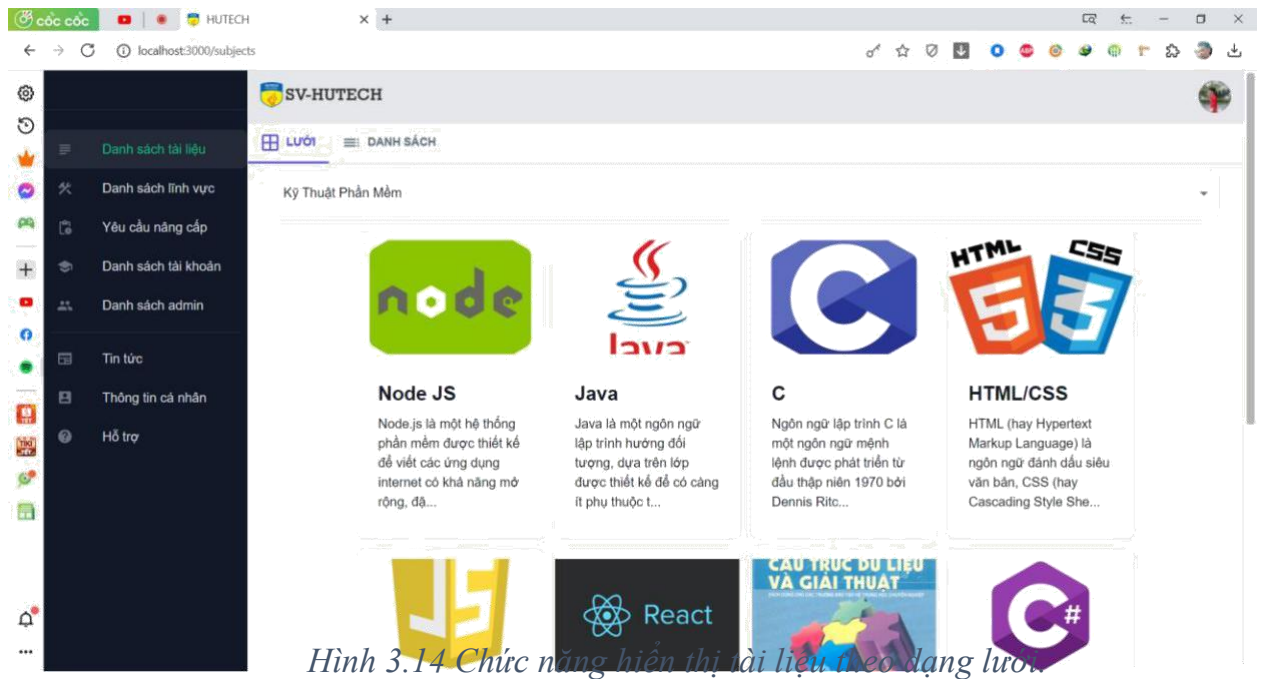 cốc cốc
HUTECH
localhost:3000/subjects
SV-HUTECH
LƯỚI
DANH SÁCH
Danh sách tài liệu
Danh sách lĩnh vực
Yêu cầu nâng cấp
Danh sách tài khoản
Danh sách admin
Tin tức
Thông tin cá nhân
Hỗ trợ
Kỹ Thuật Phần Mềm
node
Java
C
HTML
CSS
5
3
Node JS
Node.js là một hệ thống
phần mềm được thiết kế
để viết các ứng dụng
internet có khả năng mở
rộng, đặ...
Java
Java là một ngôn ngữ
lập trình hướng đối
tượng, dựa trên lớp
được thiết kế để có càng
ít phụ thuộc t...
C
Ngôn ngữ lập trình C là
một ngôn ngữ mệnh
lệnh được phát triển từ
đầu thập niên 1970 bởi
Dennis Ritc...
HTML/CSS
HTML (hay Hypertext
Markup Language) là
ngôn ngữ đánh dấu siêu
văn bản, CSS (hay
Cascading Style She...
JS
React
CẤU TRÚC DỮ LIỆU
VÀ GIẢI THUẬT
C#
Hình 3.14 Chức năng hiển thị tài liệu theo dạng lưới.